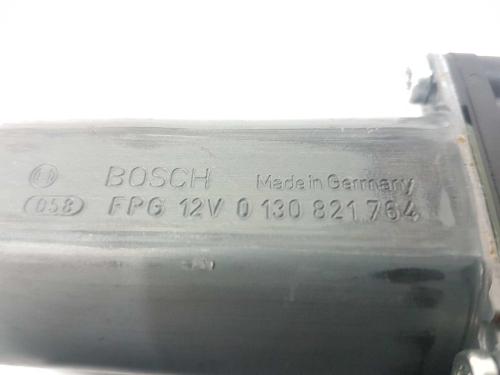 BOSCH Made in Germany
058 FPG 12V 0 130 821 764